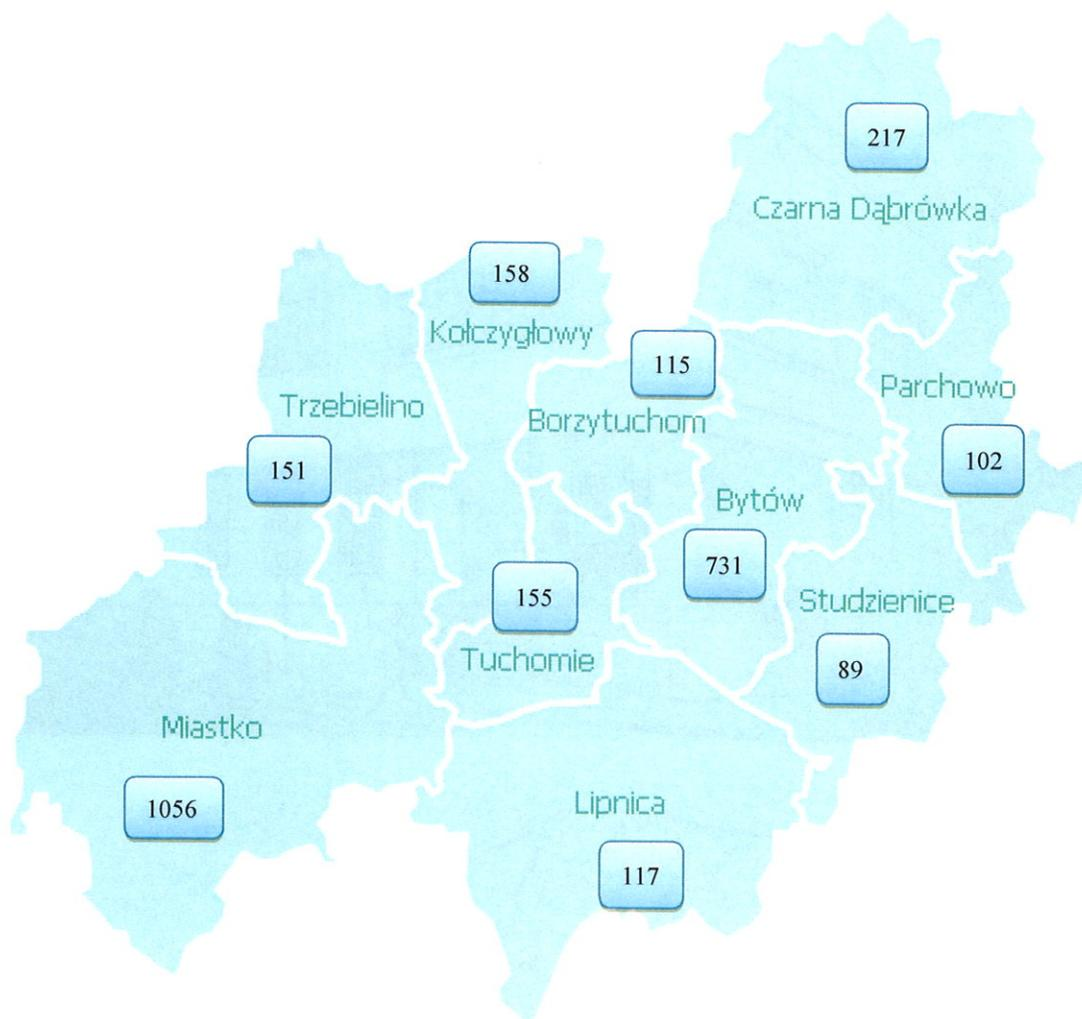 217
Czarna Dąbrówka
158
Kołczygłowy
115
Borzytuchom
Parchowo
102
Trzebielino
151
Bytów
731
155
Tuchomie
Studzienice
89
Miastko
1056
Lipnica
117